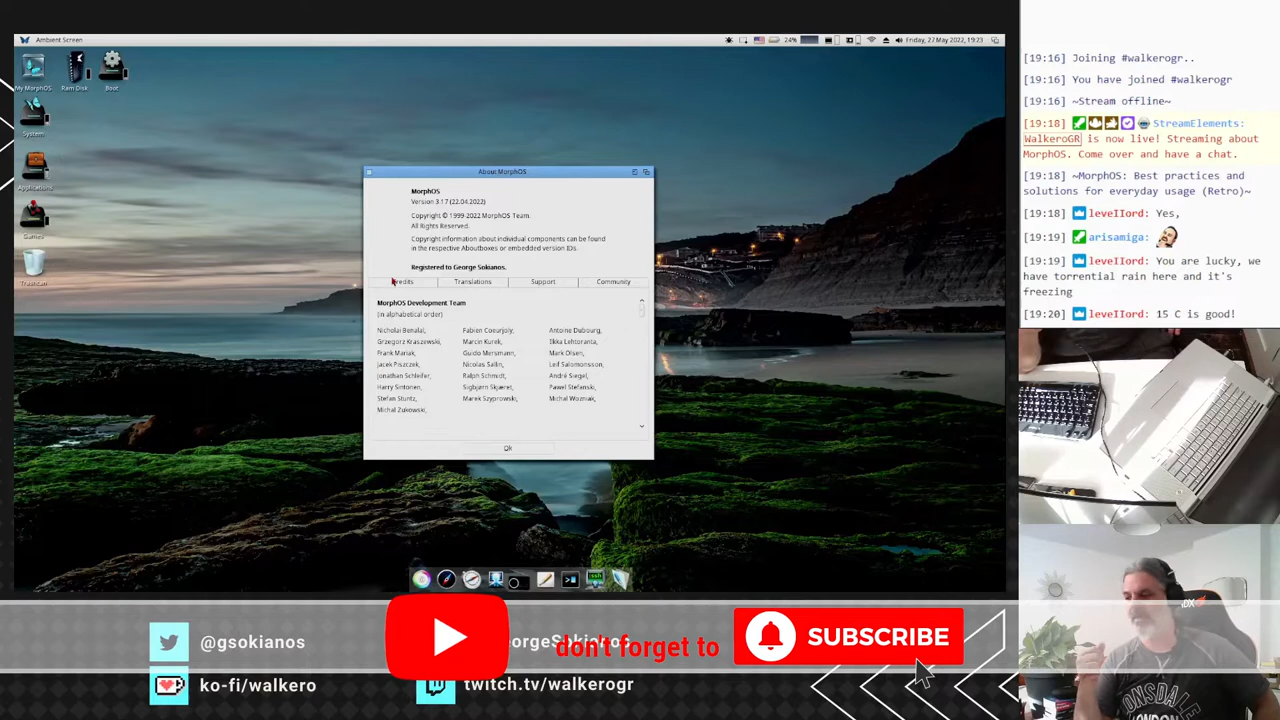 Ambient Screen
24%
Friday, 27 May 2022, 19:23
My MorphOS
Ram Disk
Boot
System
Applications
Games
Trashcan
About MorphOS
MorphOS
Version 3.17 (22.04.2022)
Copyright © 1999-2022 MorphOS Team.
All Rights Reserved.
Copyright information about individual components can be found
in the respective Aboutboxes or embedded version IDs.
Registered to George Sokianos.
Credits
Translations
Support
Community
MorphOS Development Team
(in alphabetical order)
Nicholai Benalal,
Fabien Coeurjoly,
Antoine Dubourg,
Grzegorz Kraszewski,
Marcin Kurek,
Ilkka Lehtoranta,
Frank Mariak,
Guido Mersmann,
Mark Olsen,
Jacek Piszczek,
Nicolas Sallin,
Leif Salomonsson,
Jonathan Schleifer,
Ralph Schmidt,
André Siegel,
Harry Sintonen,
Sigbjørn Skjæret,
Pawel Stefanski,
Stefan Stuntz,
Marek Szyprowski,
Michal Wozniak,
Michal Zukowski,
Ok
[19:16] Joining #walkerogr..
[19:16] You have joined #walkerogr
[19:16] ~Stream offline~
[19:18] StreamElements:
WalkeroGR is now live! Streaming about
MorphOS. Come over and have a chat.
[19:18] ~MorphOS: Best practices and
solutions for everyday usage (Retro)~
[19:18] leveIIord: Yes,
[19:19] arisamiga:
[19:19] leveIIord: You are lucky, we
have torrential rain here and it's
freezing
[19:20] leveIIord: 15 C is good!
LONSDALE
LONDON
@gsokianos
ko-fi/walkero
twitch.tv/walkerogr
don't forget to
SUBSCRIBE